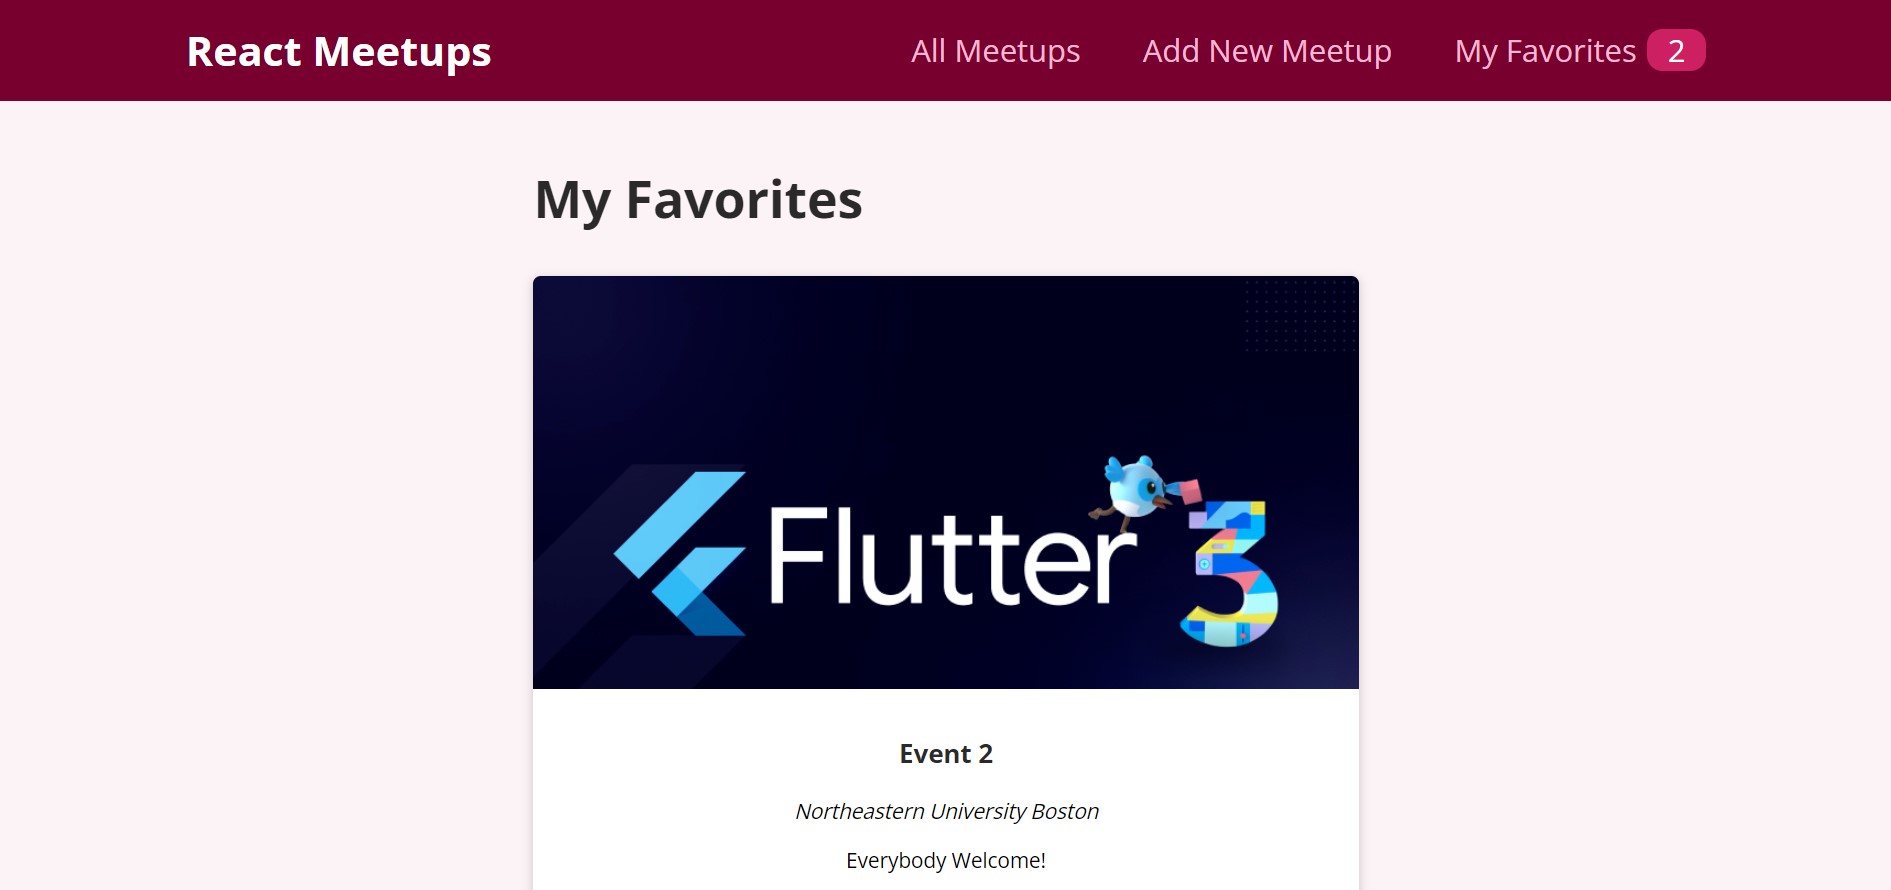 React Meetups
All Meetups
Add New Meetup
My Favorites 2
My Favorites
Flutter 3
Event 2
Northeastern University Boston
Everybody Welcome!